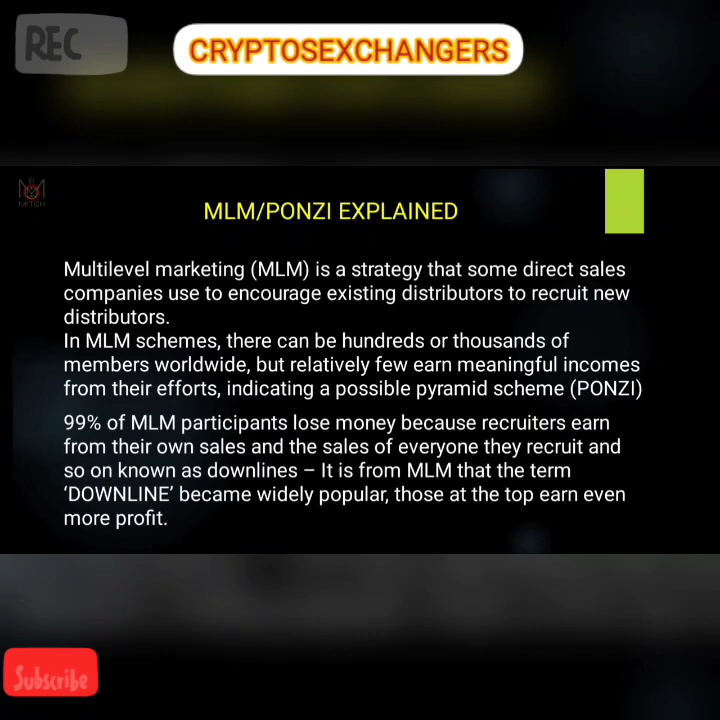 REC
CRYPTOSEXCHANGERS
MITCH
MLM/PONZI EXPLAINED
Multilevel marketing (MLM) is a strategy that some direct sales
companies use to encourage existing distributors to recruit new
distributors.
In MLM schemes, there can be hundreds or thousands of
members worldwide, but relatively few earn meaningful incomes
from their efforts, indicating a possible pyramid scheme (PONZI)
99% of MLM participants lose money because recruiters earn
from their own sales and the sales of everyone they recruit and
so on known as downlines – It is from MLM that the term
‘DOWNLINE’ became widely popular, those at the top earn even
more profit.
Subscribe